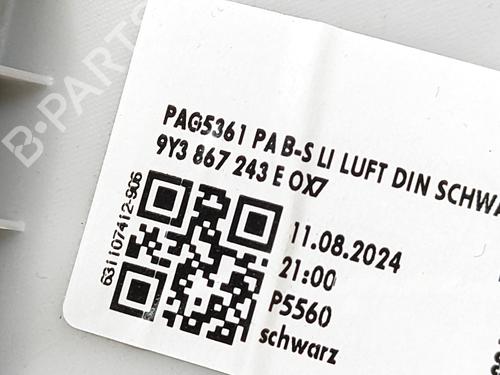 B-PARTS
PAG5361 PA B-S LI LUFT DIN SCHWA
9Y3 867 243 E OX7
631107412-906
11.08.2024
21:00
P5560
schwarz